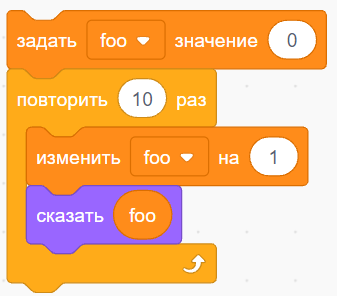 задать foo значение 0
повторить 10 раз
изменить foo на 1
сказать foo